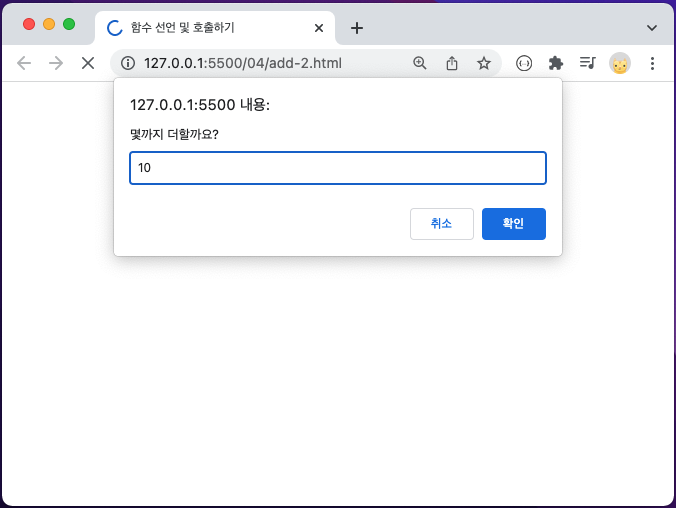 함수 선언 및 호출하기
127.0.0.1:5500/04/add-2.html
127.0.0.1:5500 내용:
몇까지 더할까요?
10
취소 확인